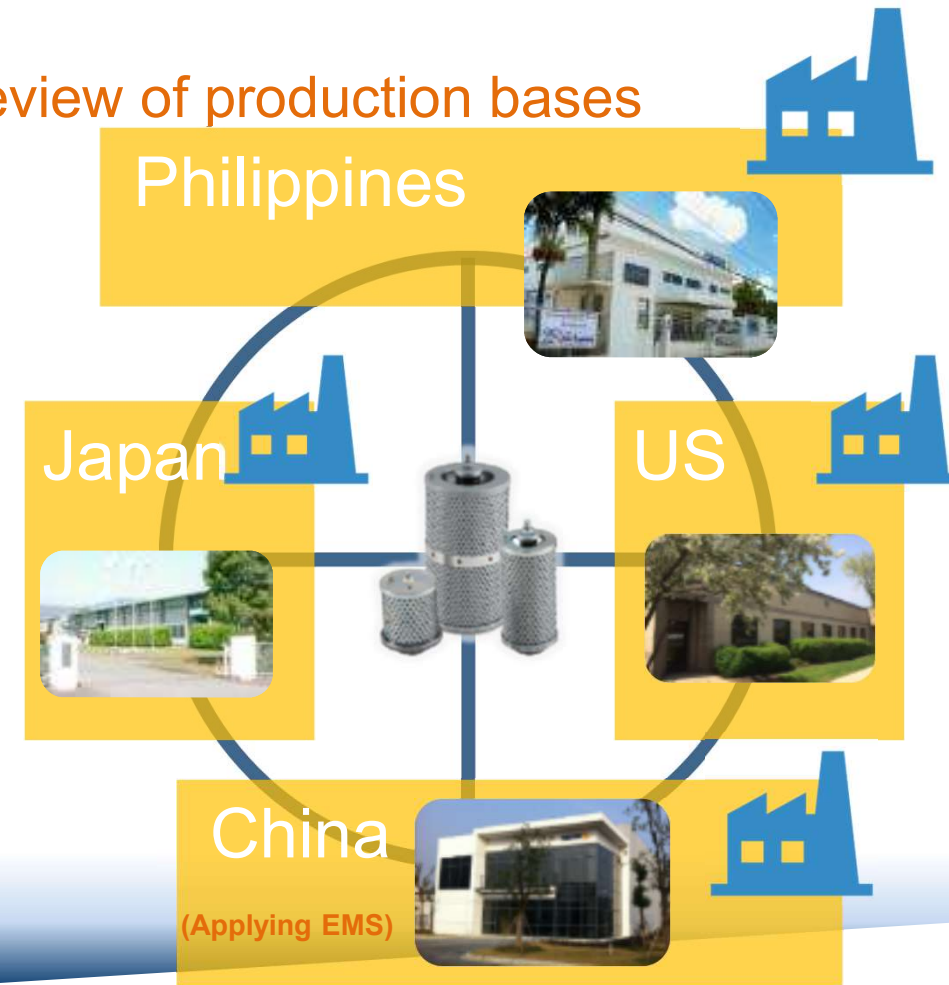 eview of production bases
Philippines
Japan
US
China
(Applying EMS)